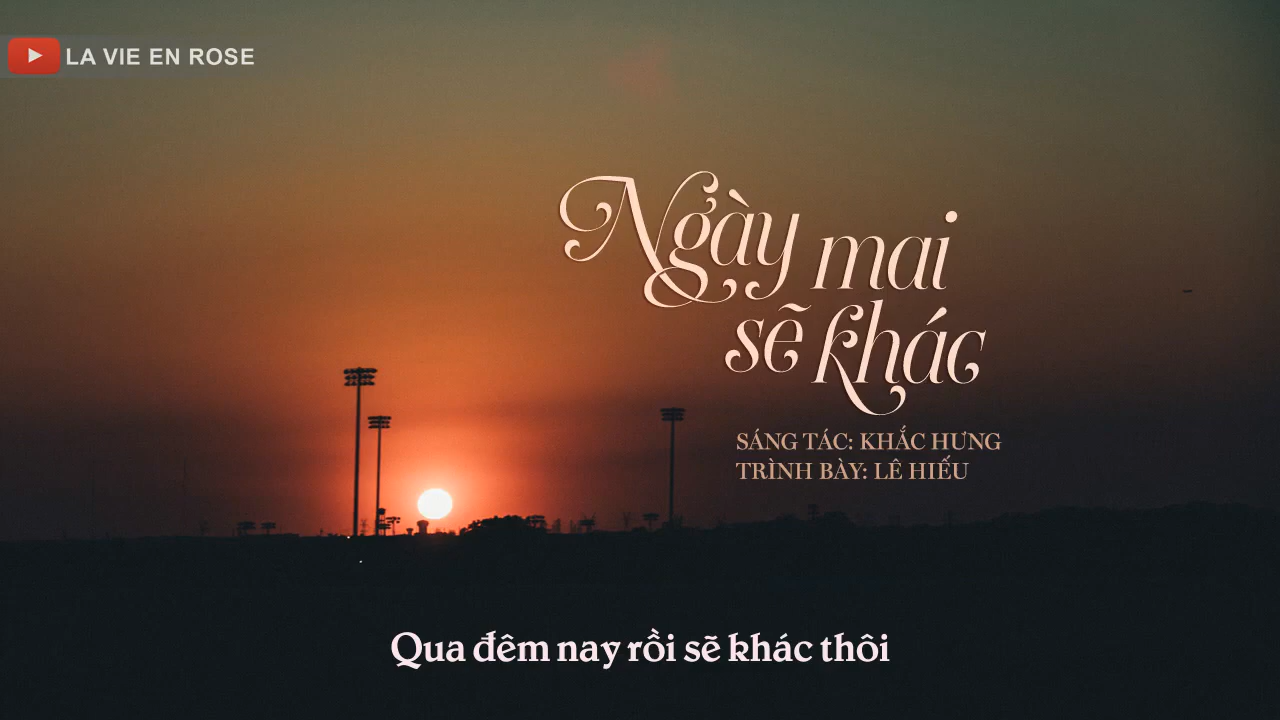 LA VIE EN ROSE
Ngày mai
sẽ khác
SÁNG TÁC: KHẮC HƯNG
TRÌNH BÀY: LÊ HIẾU
Qua đêm nay rồi sẽ khác thôi